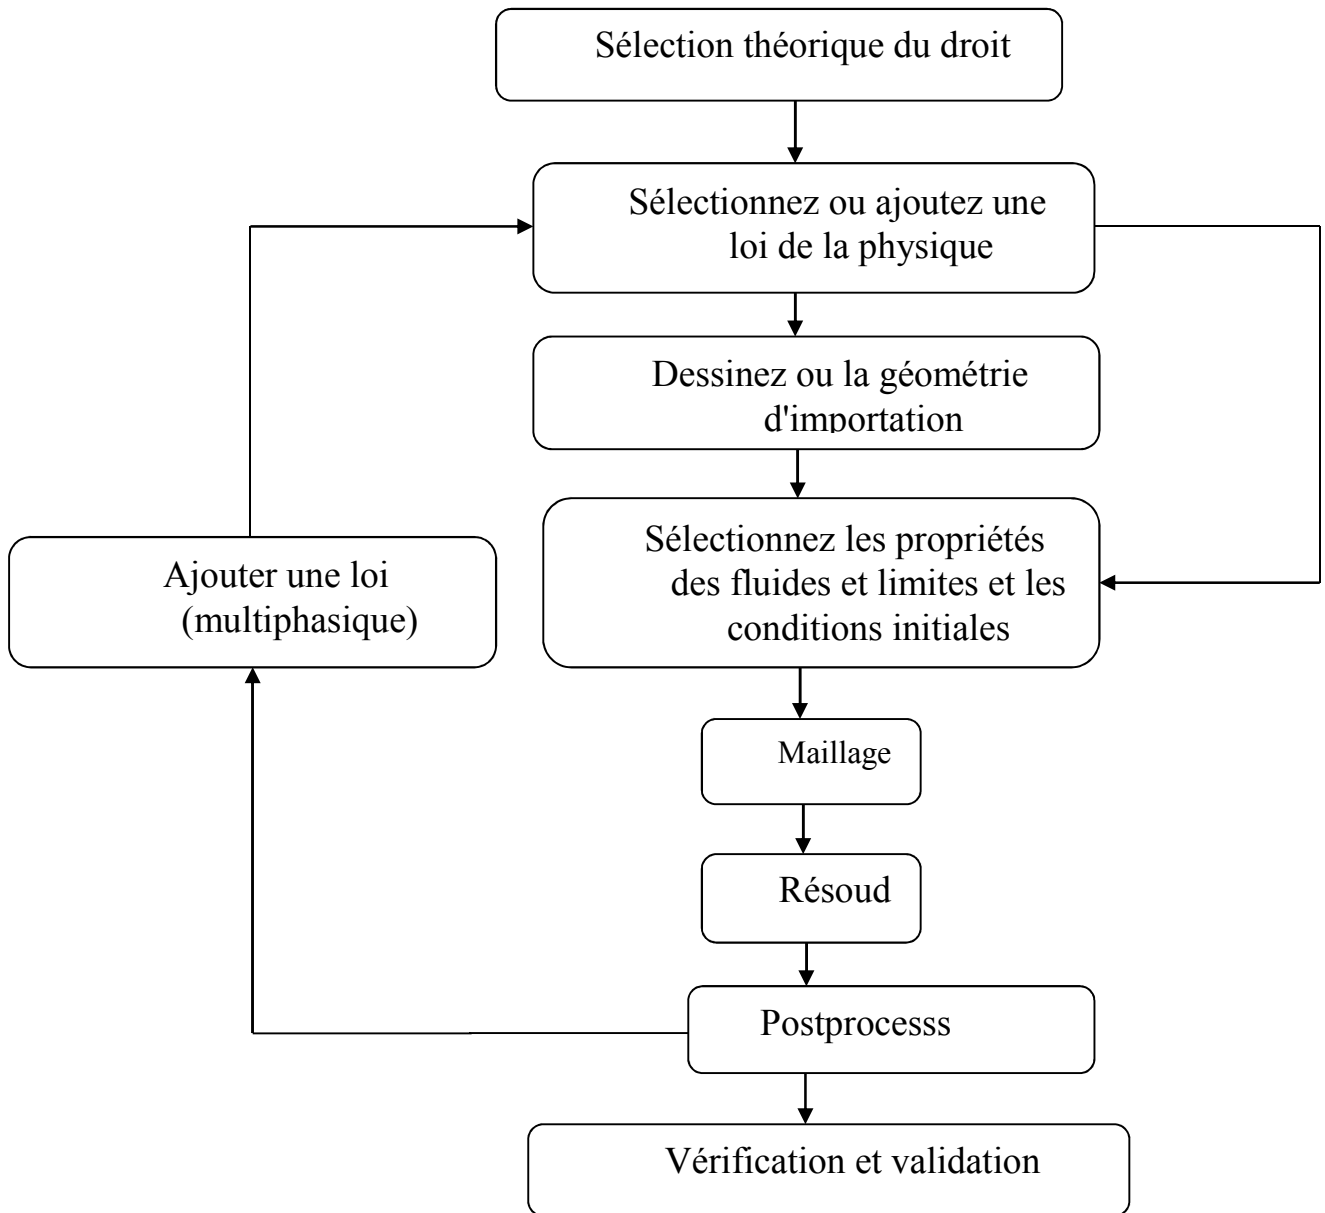 Sélection théorique du droit
Sélectionnez ou ajoutez une
loi de la physique
Dessinez ou la géométrie
d'importation
Sélectionnez les propriétés
des fluides et limites et les
conditions initiales
Ajouter une loi
(multiphasique)
Maillage
Résoud
Postprocesss
Vérification et validation